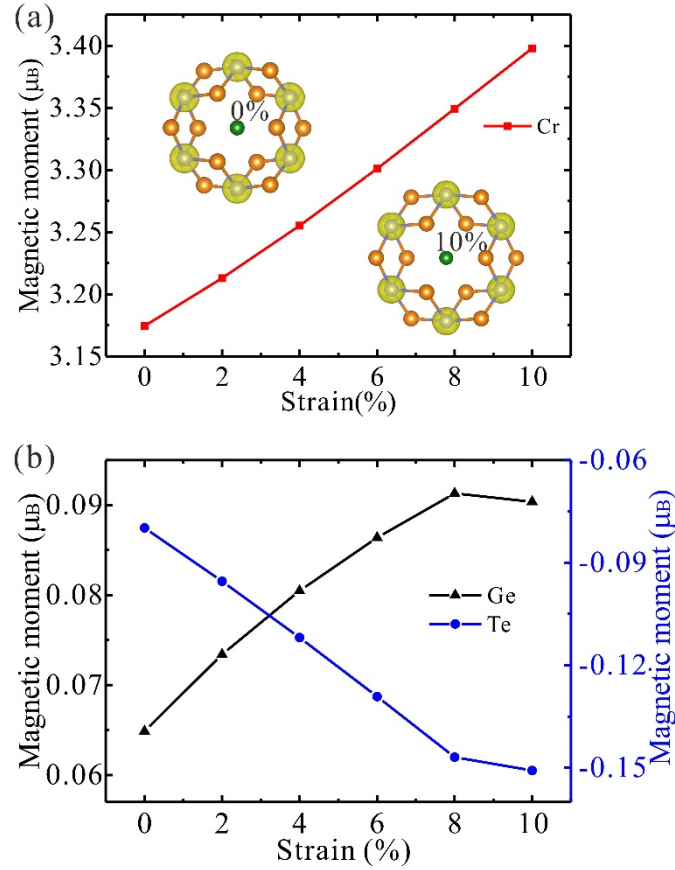 (a)
3.40
3.35
3.30
3.25
3.20
3.15
Magnetic moment (μB)
0%
10%
Cr
0 2 4 6 8 10
Strain(%)
(b)
0.09
0.08
0.07
0.06
Magnetic moment (μB)
Ge
Te
-0.06
-0.09
-0.12
-0.15
Magnetic moment (μB)
0 2 4 6 8 10
Strain (%)